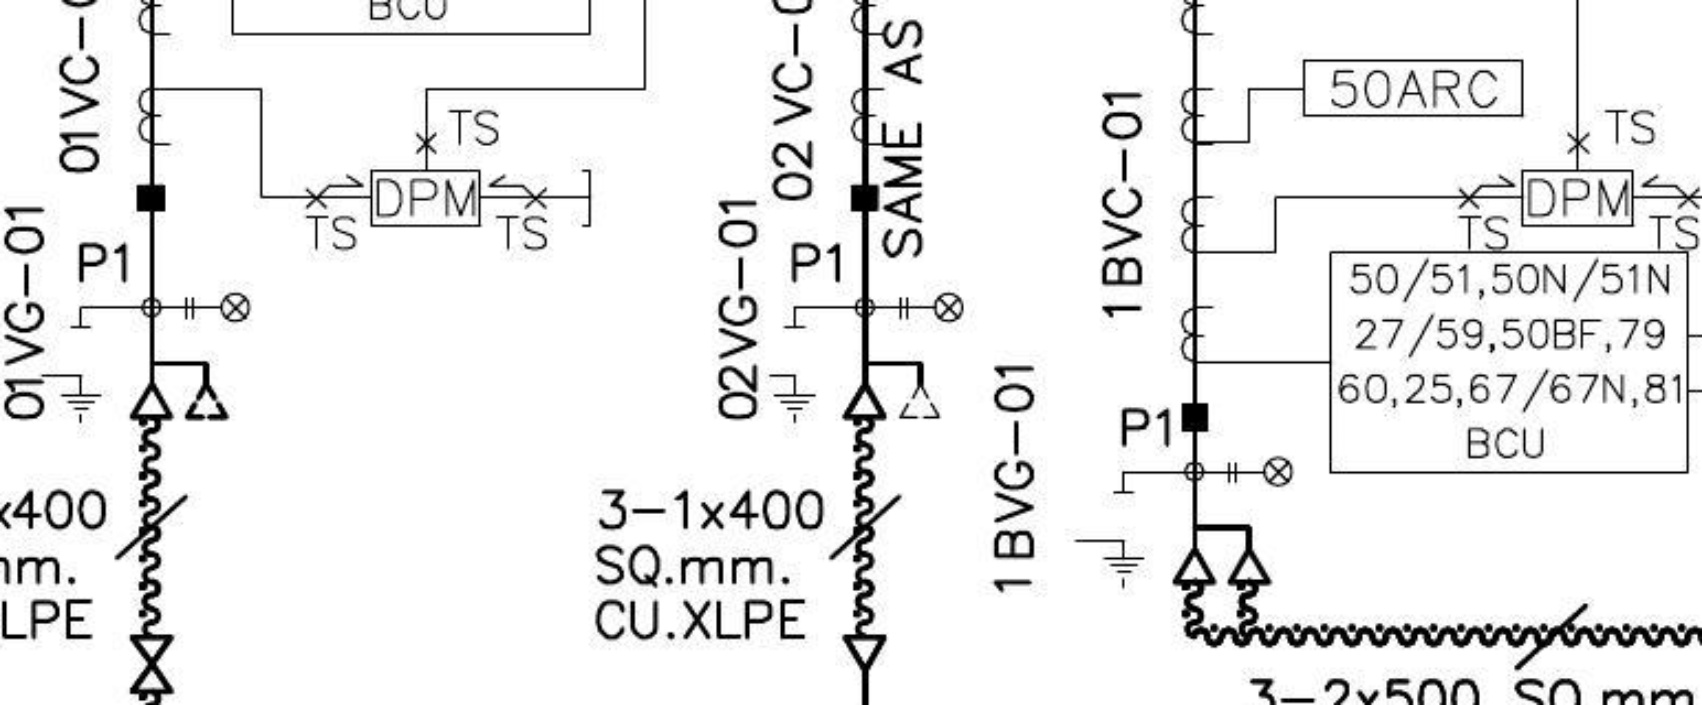 BCU
01VC-0
TS
DPM
TS
TS
01VG-01
P1
x400
mm.
LPE
02VC-0
SAME AS
02VG-01
P1
3-1x400
SQ.mm.
CU.XLPE
1BVC-01
50ARC
TS
DPM
TS
TS
50/51,50N/51N
27/59,50BF,79
60,25,67/67N,81
BCU
P1
1BVG-01
3-2x500 SQ.mm